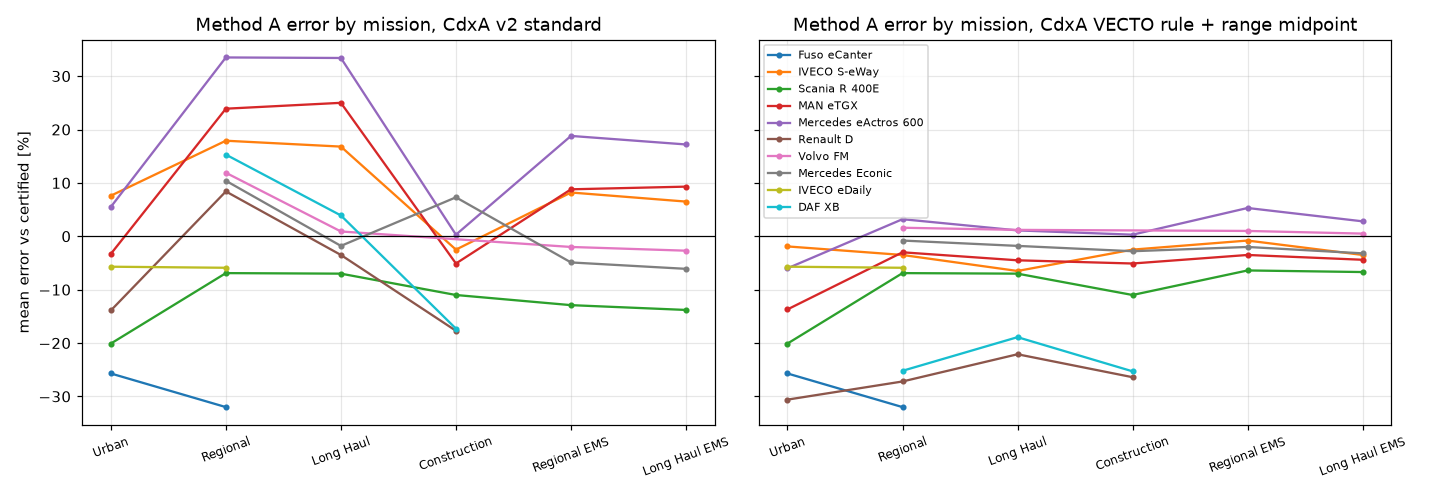 Method A error by mission, CdxA v2 standard
mean error vs certified [%]
30
20
10
0
−10
−20
−30
Urban
Regional
Long Haul
Construction
Regional EMS
Long Haul EMS
Method A error by mission, CdxA VECTO rule + range midpoint
Fuso eCanter
IVECO S-eWay
Scania R 400E
MAN eTGX
Mercedes eActros 600
Renault D
Volvo FM
Mercedes Econic
IVECO eDaily
DAF XB
Urban
Regional
Long Haul
Construction
Regional EMS
Long Haul EMS